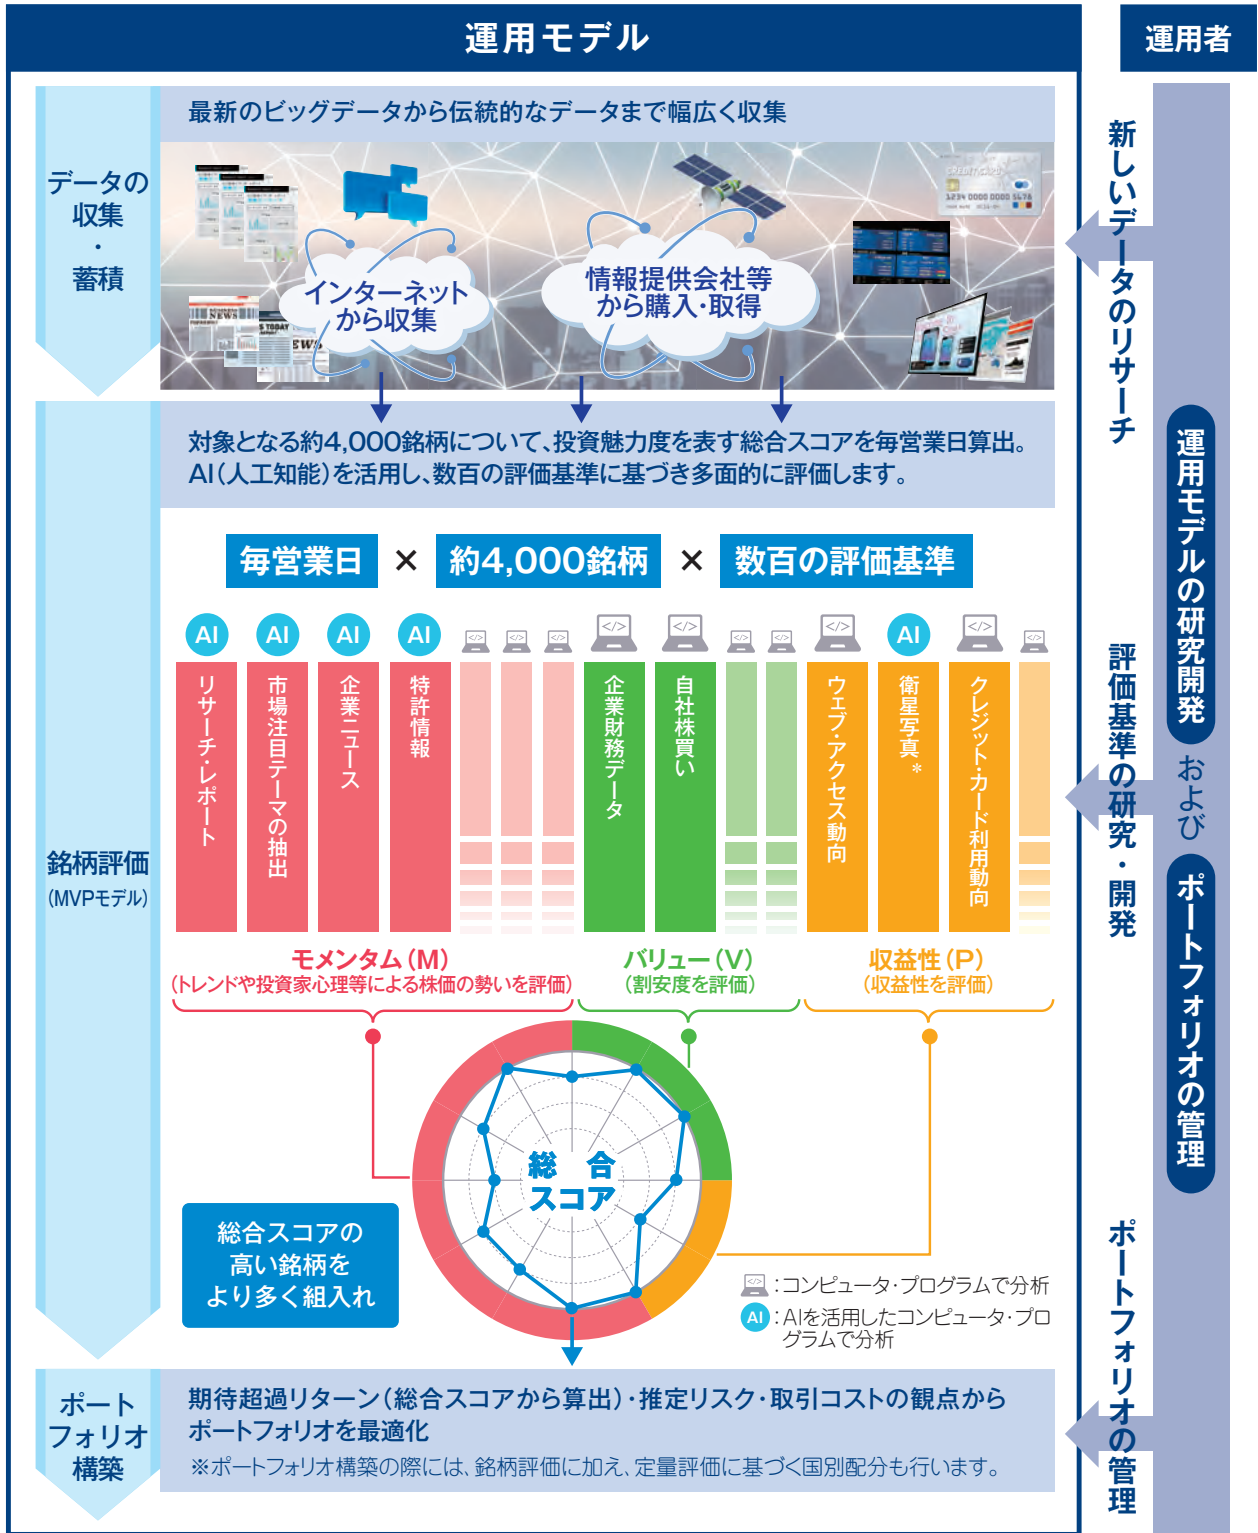 運用モデル
運用者
データの
収集
・
蓄積
最新のビッグデータから伝統的なデータまで幅広く収集
CREDIT CARD
1234 0000 0000 5676
インターネット
から収集
情報提供会社等
から購入・取得
NEWS
新しいデータのリサーチ
銘柄評価
(MVPモデル)
対象となる約4,000銘柄について、投資魅力度を表す総合スコアを毎営業日算出。
AI(人工知能)を活用し、数百の評価基準に基づき多面的に評価します。
毎営業日 × 約4,000銘柄 × 数百の評価基準
AI
AI
AI
AI
</>
</>
</>
</>
</>
</>
</>
</>
AI
</>
</>
リサーチ・レポート
市場注目テーマの抽出
企業ニュース
特許情報
企業財務データ
自社株買い
ウェブ・アクセス動向
衛星写真*
クレジット・カード利用動向
モメンタム(M)
(トレンドや投資家心理等による株価の勢いを評価)
バリュー(V)
(割安度を評価)
収益性(P)
(収益性を評価)
総 合
スコア
総合スコアの
高い銘柄を
より多く組入れ
</>:コンピュータ・プログラムで分析
AI:AIを活用したコンピュータ・プロ
グラムで分析
評価基準の研究・開発
運用モデルの研究開発
および
ポートフォリオの管理
ポート
フォリオ
構築
期待超過リターン(総合スコアから算出)・推定リスク・取引コストの観点から
ポートフォリオを最適化
※ポートフォリオ構築の際には、銘柄評価に加え、定量評価に基づく国別配分も行います。
ポートフォリオの管理